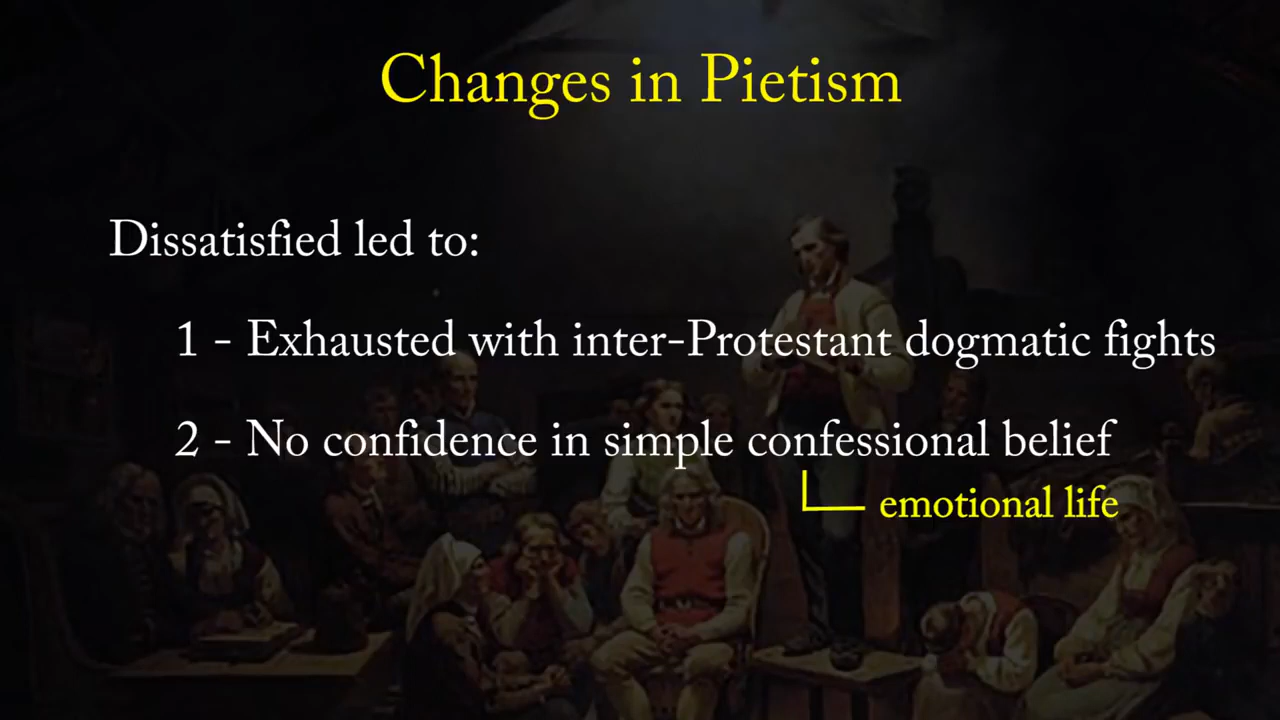 Changes in Pietism
Dissatisfied led to:
1 - Exhausted with inter-Protestant dogmatic fights
2 - No confidence in simple confessional belief
emotional life